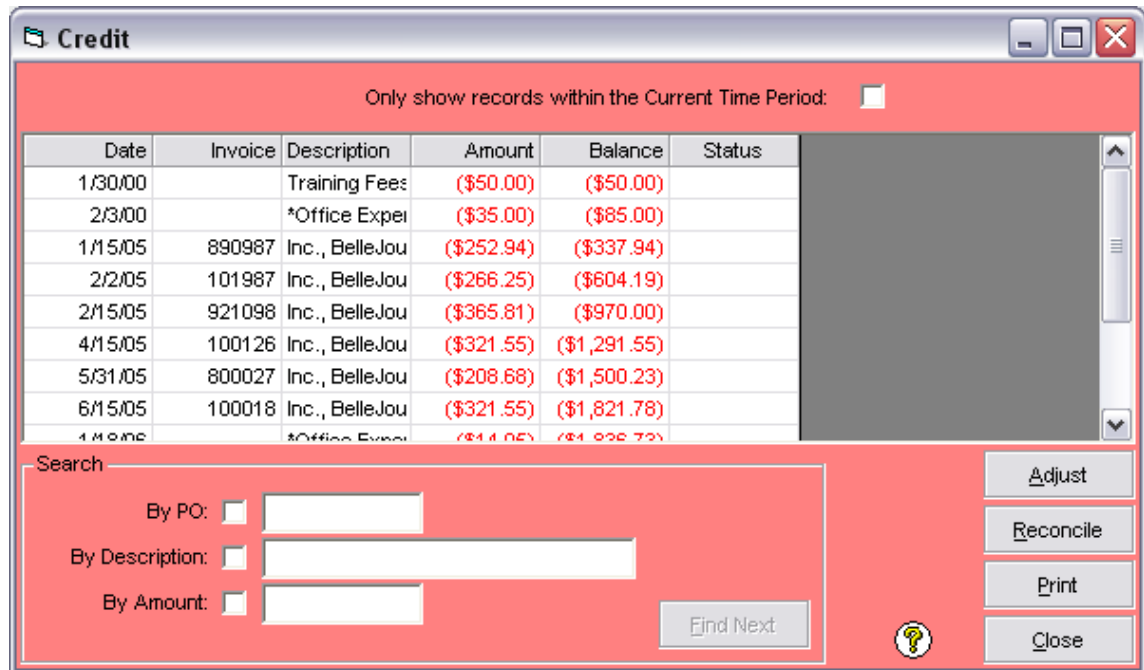 Credit
Only show records within the Current Time Period:
Date Invoice Description Amount Balance Status
1/30/00 Training Fees ($50.00) ($50.00)
2/3/00 *Office Expe ($35.00) ($85.00)
1/15/05 890987 Inc., BelleJou ($252.94) ($337.94)
2/2/05 101987 Inc., BelleJou ($266.25) ($604.19)
2/15/05 921098 Inc., BelleJou ($365.81) ($970.00)
4/15/05 100126 Inc., BelleJou ($321.55) ($1,291.55)
5/31/05 800027 Inc., BelleJou ($208.68) ($1,500.23)
6/15/05 100018 Inc., BelleJou ($321.55) ($1,821.78)
Search
By PO:
By Description:
By Amount:
Find Next
Adjust
Reconcile
Print
Close